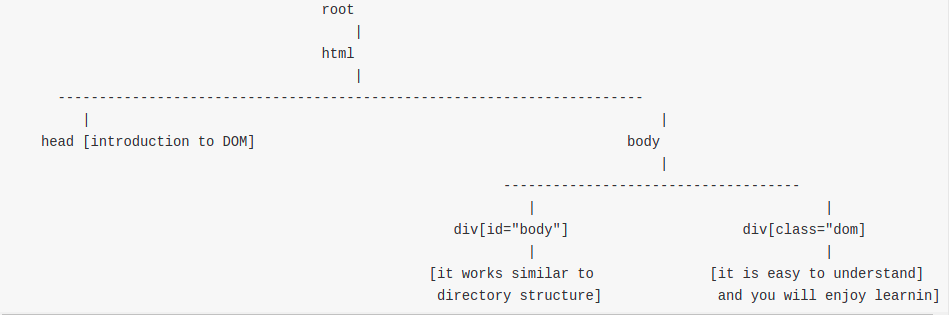 root
|
html
|
-----------------------------------------------------------------------
| |
head [introduction to DOM] body
|
------------------------------------
| |
div[id="body"] div[class="dom]
| |
[it works similar to [it is easy to understand]
directory structure] and you will enjoy learnin]